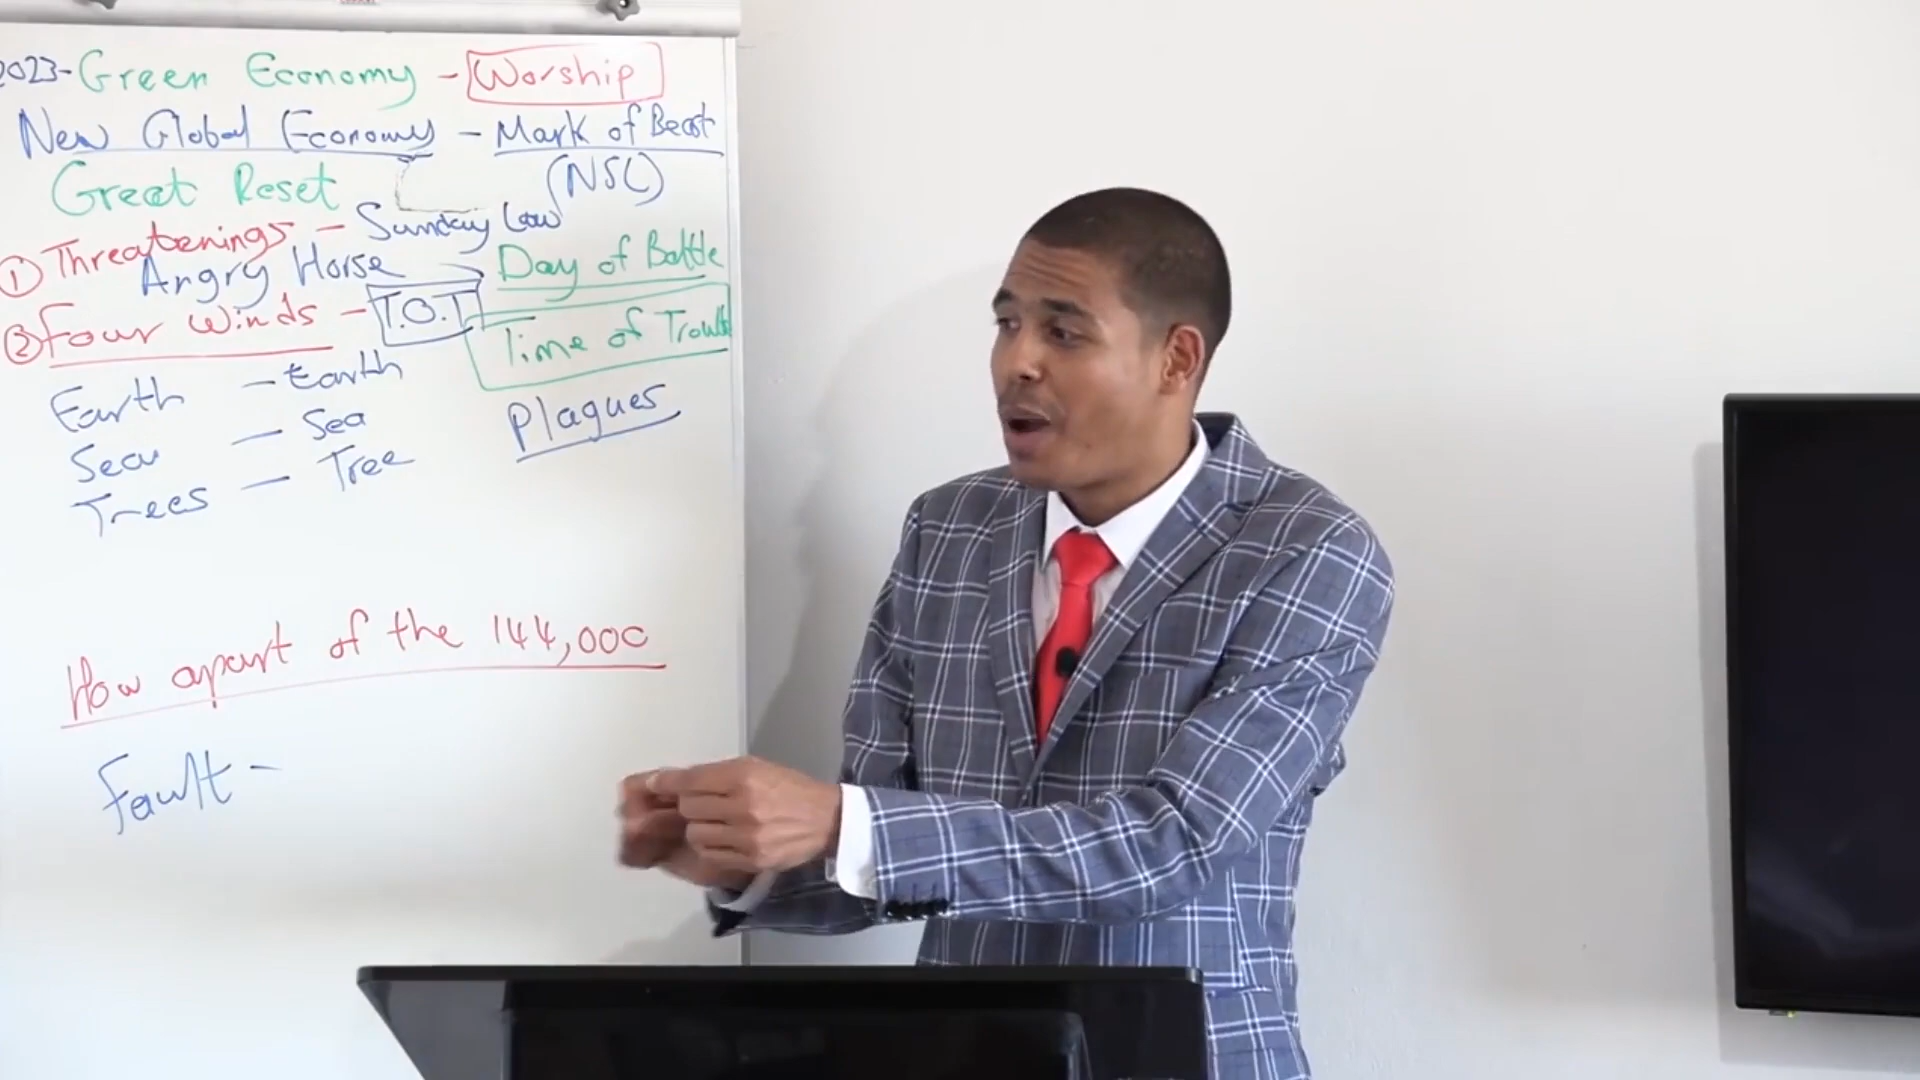 2023- Green Economy - Worship
New Global Economy - Mark of Beast
Great Reset (NSL)
① Threatenings - Sunday Law
Angry Horse Day of Battle
② Four Winds - T.O.T Time of Trouble
Earth - Earth Plagues
Sea - Sea
Trees - Tree
How apart of the 144,000
Fault -